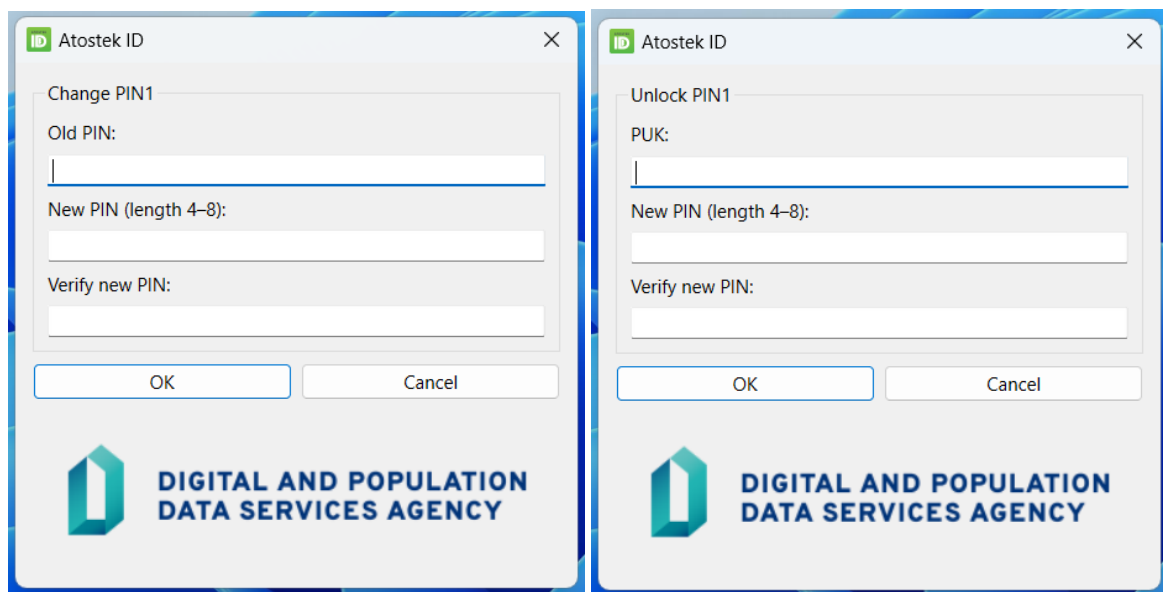 Atostek ID
Change PIN1
Old PIN:
New PIN (length 4–8):
Verify new PIN:
OK
Cancel
DIGITAL AND POPULATION
DATA SERVICES AGENCY
Atostek ID
Unlock PIN1
PUK:
New PIN (length 4–8):
Verify new PIN:
OK
Cancel
DIGITAL AND POPULATION
DATA SERVICES AGENCY